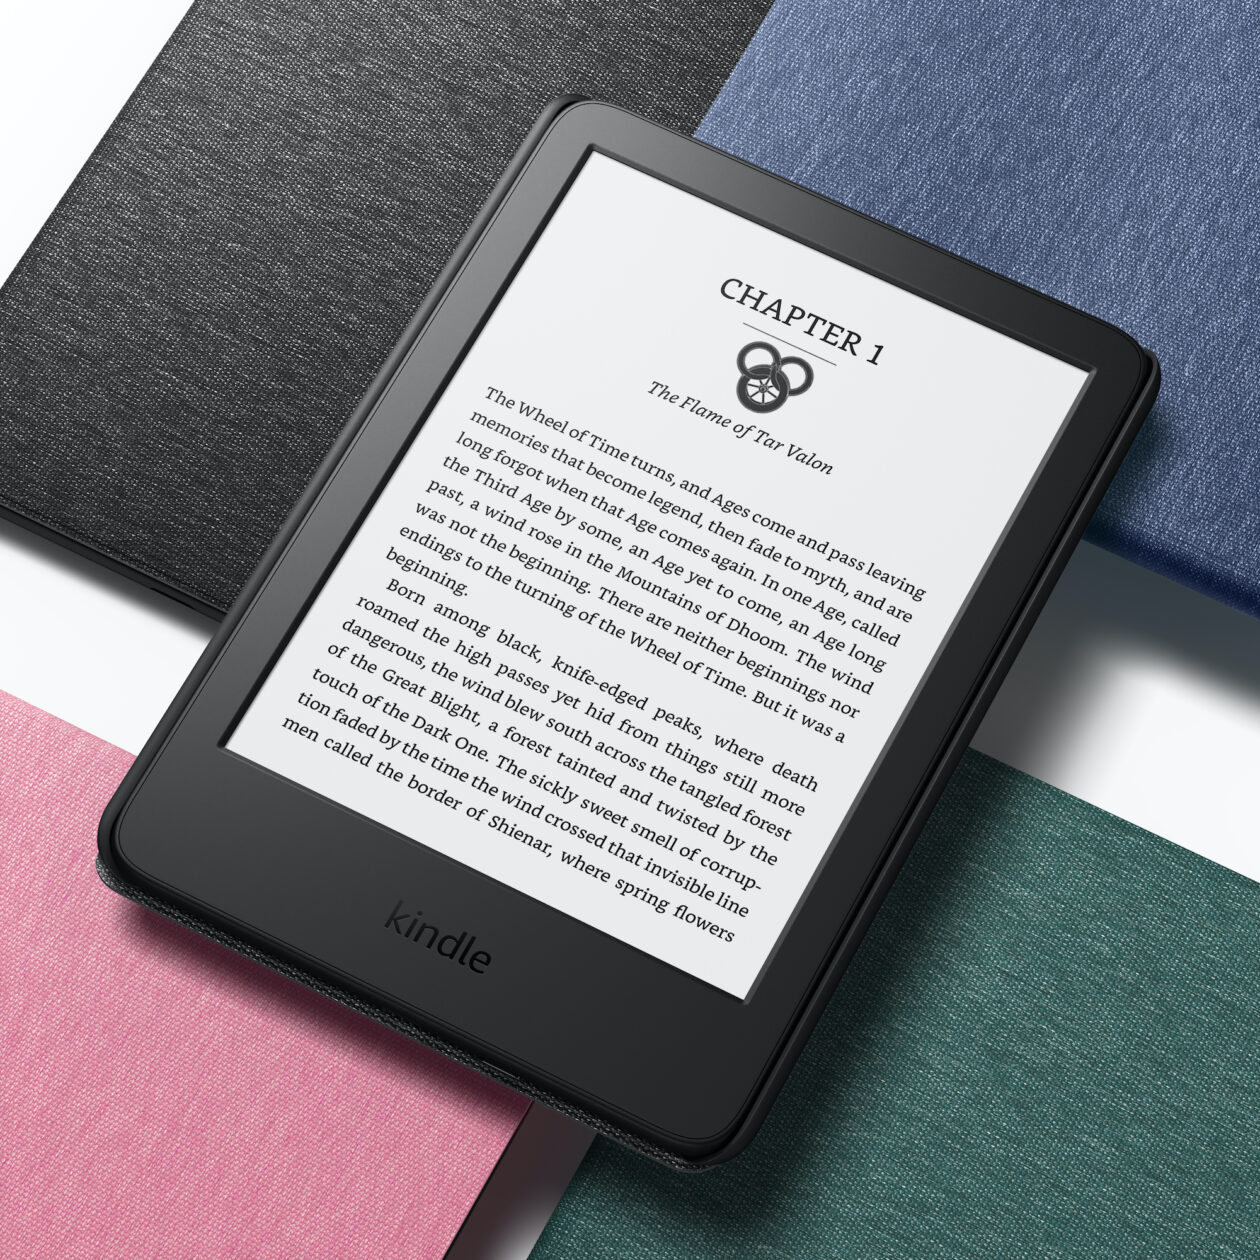 CHAPTER 1
The Flame of Tar Valon
The Wheel of Time turns, and Ages come and pass leaving
memories that become legend, then fade to myth, and are
long forgot when that Age comes again. In one Age, called
the Third Age by some, an Age yet to come, an Age long
past, a wind rose in the Mountains of Dhoom. The wind
was not the beginning. There are neither beginnings nor
endings to the turning of the Wheel of Time. But it was a
beginning.
Born among black, knife-edged peaks, where death
roamed the high passes yet hid from things still more
dangerous, the wind blew south across the tangled forest
of the Great Blight, a forest tainted and twisted by the
touch of the Dark One. The sickly sweet smell of corrup-
tion faded by the time the wind crossed that invisible line
men called the border of Shienar, where spring flowers
kindle